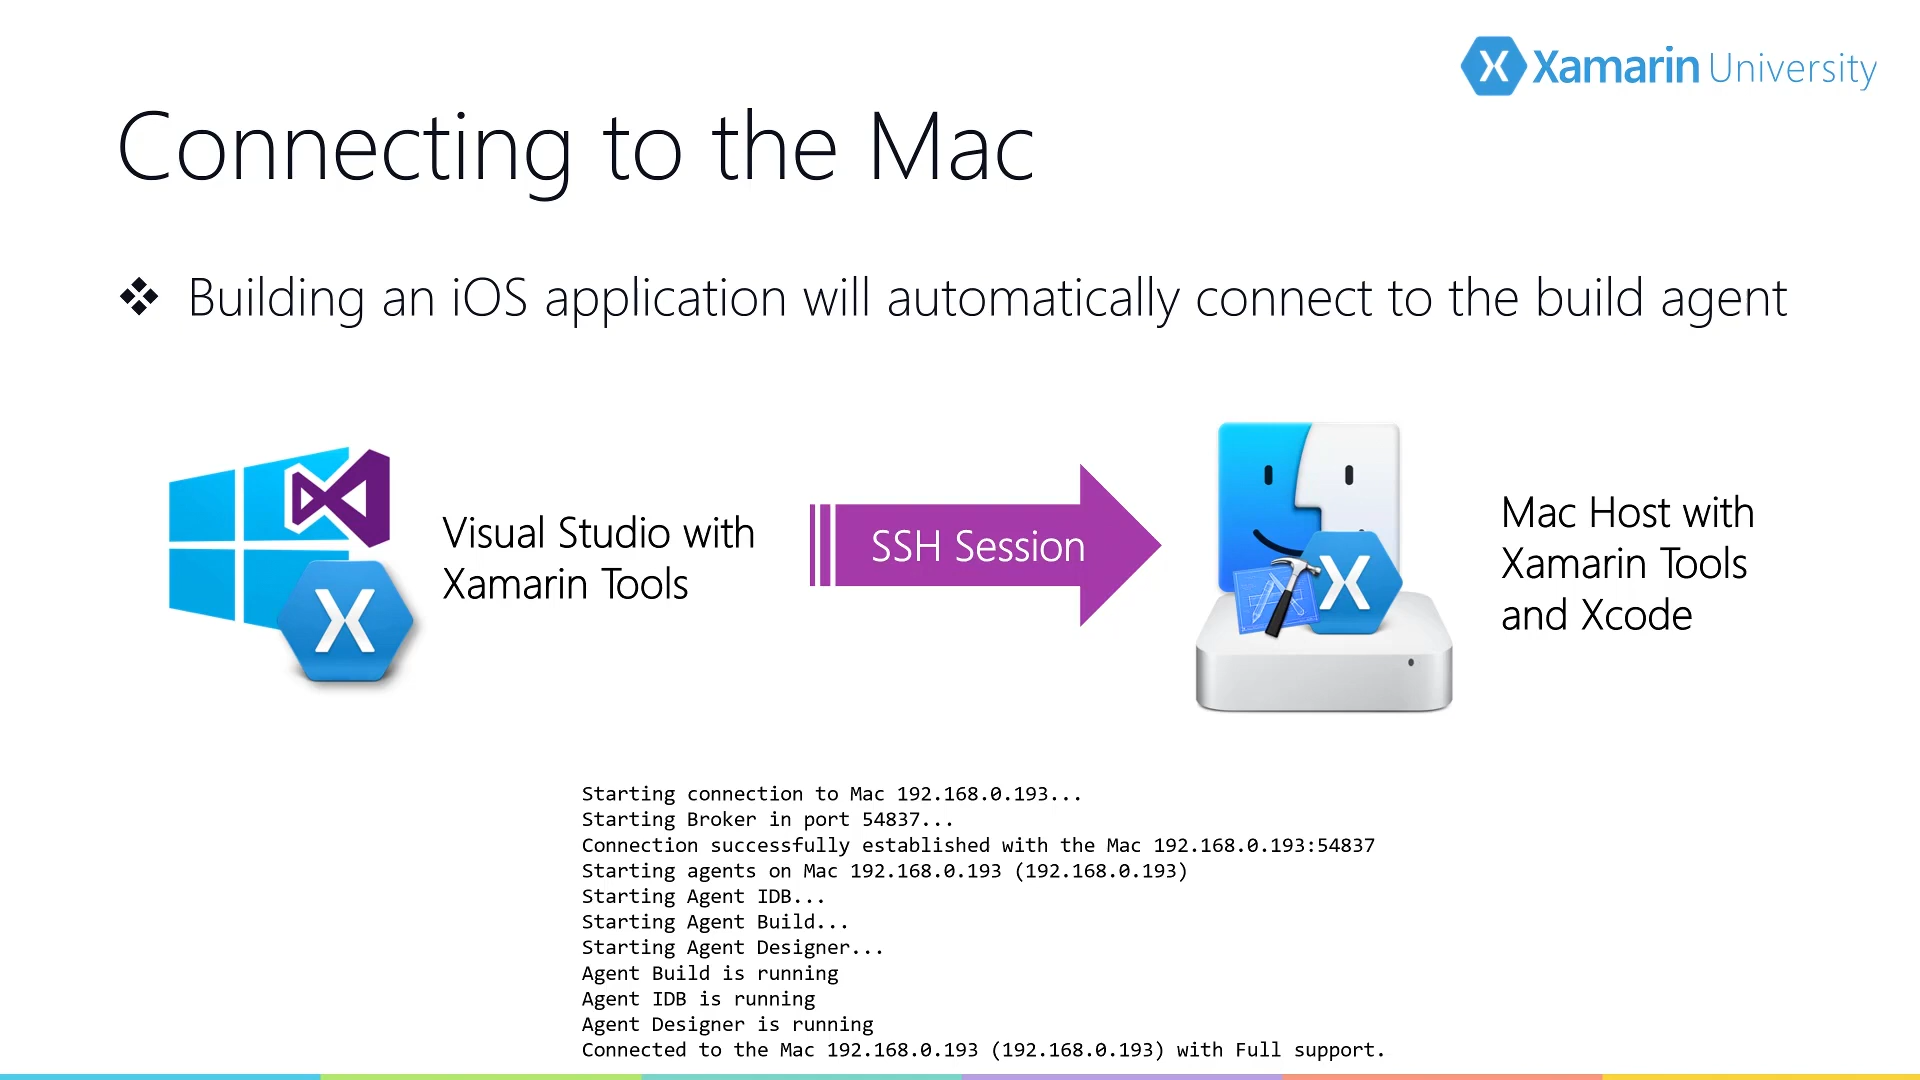 Xamarin University
Connecting to the Mac
❖ Building an iOS application will automatically connect to the build agent
Visual Studio with
Xamarin Tools
SSH Session
Mac Host with
Xamarin Tools
and Xcode
Starting connection to Mac 192.168.0.193...
Starting Broker in port 54837...
Connection successfully established with the Mac 192.168.0.193:54837
Starting agents on Mac 192.168.0.193 (192.168.0.193)
Starting Agent IDB...
Starting Agent Build...
Starting Agent Designer...
Agent Build is running
Agent IDB is running
Agent Designer is running
Connected to the Mac 192.168.0.193 (192.168.0.193) with Full support.